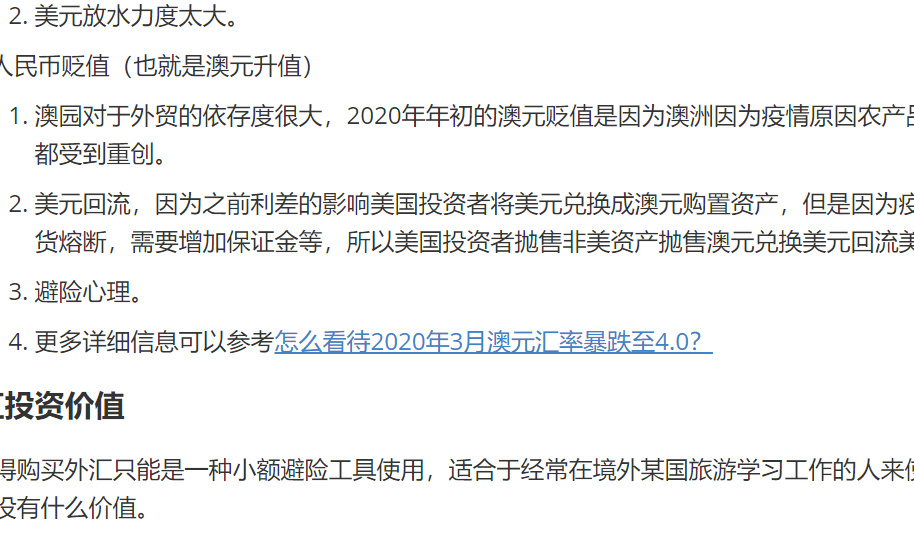 2. 美元放水力度太大。
人民币贬值（也就是澳元升值）
1. 澳园对于外贸的依存度很大，2020年年初的澳元贬值是因为澳洲因为疫情原因农产品
都受到重创。
2. 美元回流，因为之前利差的影响美国投资者将美元兑换成澳元购置资产，但是因为疫
货熔断，需要增加保证金等，所以美国投资者抛售非美资产抛售澳元兑换美元回流美
3. 避险心理。
4. 更多详细信息可以参考怎么看待2020年3月澳元汇率暴跌至4.0？
汇投资价值
得购买外汇只能是一种小额避险工具使用，适合于经常在境外某国旅游学习工作的人来使
没有什么价值。